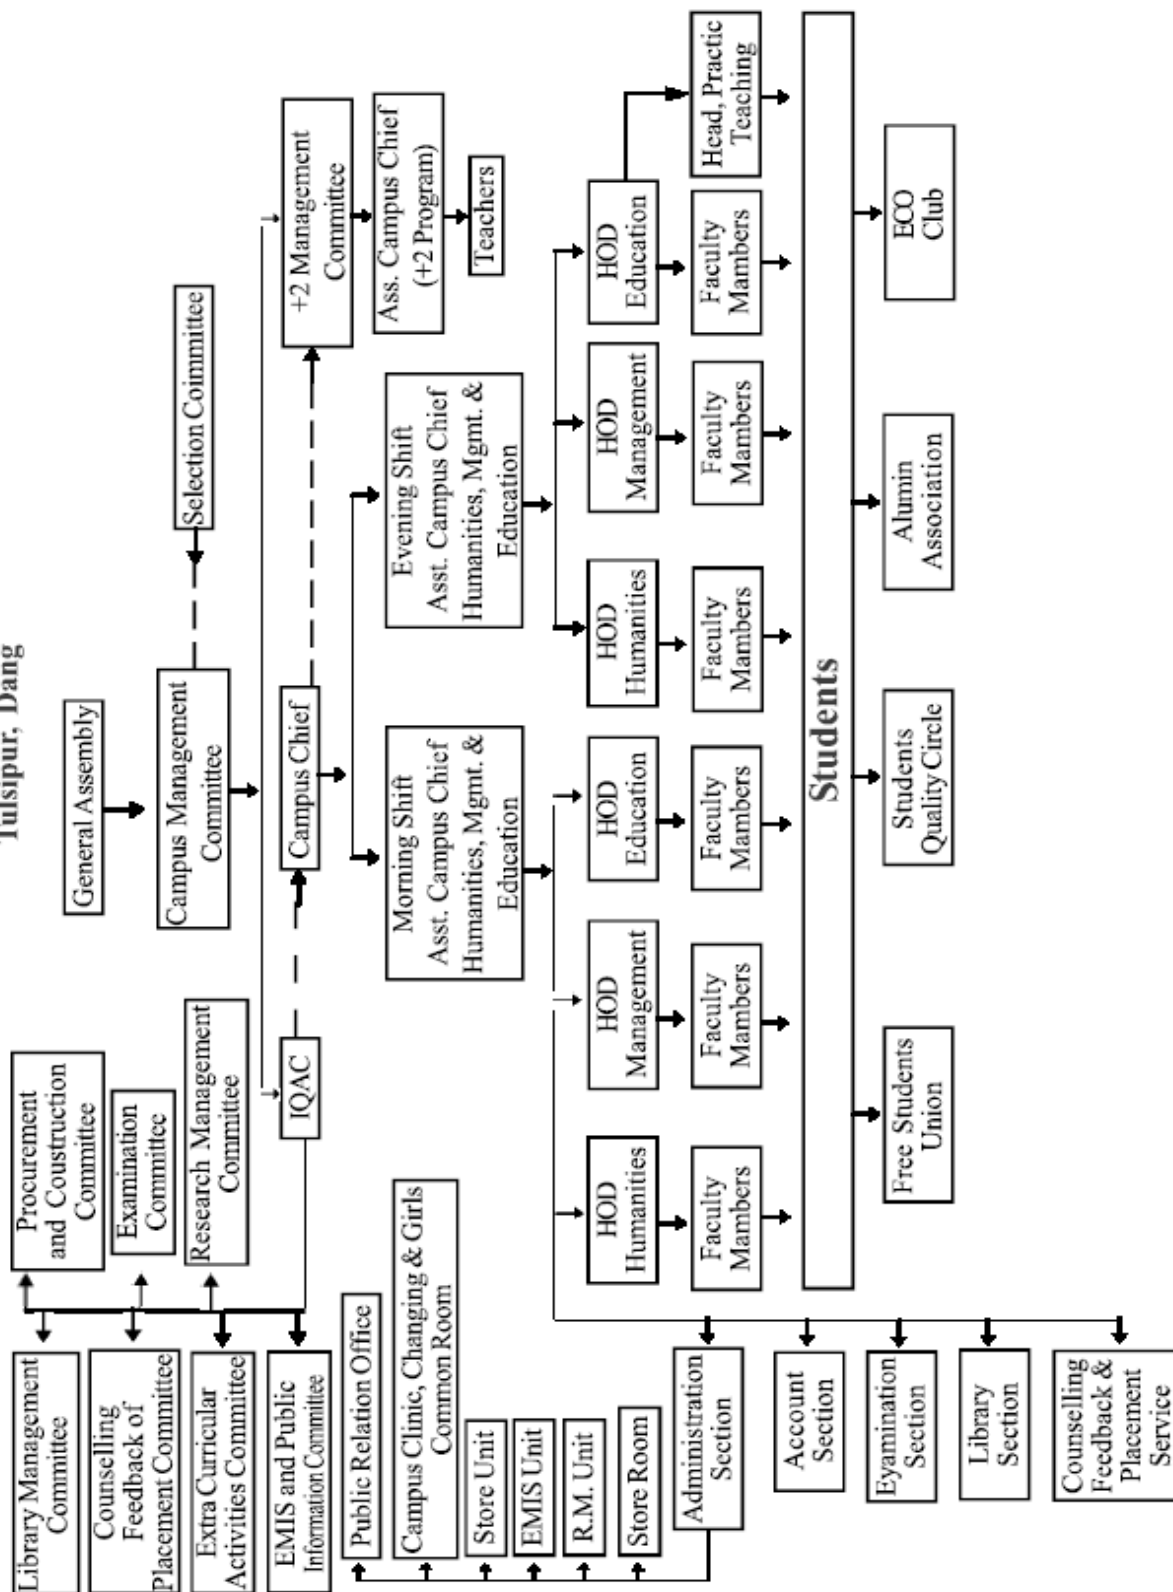 Tulsipur, Dang
General Assembly
Campus Management
Committee
Selection Coimmittee
Procurement
and Coustruction
Committee
Examination
Committee
Research Management
Committee
Library Management
Committee
Counselling
Feedback of
Placement Committee
Extra Curricular
Activities Committee
EMIS and Public
Information Committee
IQAC
Campus Chief
+2 Management
Committee
Ass. Campus Chief
(+2 Program)
Teachers
Morning Shift
Asst. Campus Chief
Humanities, Mgmt. &
Education
Evening Shift
Asst. Campus Chief
Humanities, Mgmt. &
Education
Public Relation Office
Campus Clinic, Changing & Girls
Common Room
Store Unit
EMIS Unit
R.M. Unit
Store Room
Administration
Section
Account
Section
Eyamination
Section
Library
Section
Counselling
Feedback &
Placement
Service
HOD
Humanities
HOD
Management
HOD
Education
HOD
Humanities
HOD
Management
HOD
Education
Head, Practic
Teaching
Faculty
Mambers
Faculty
Mambers
Faculty
Mambers
Faculty
Mambers
Faculty
Mambers
Faculty
Mambers
Students
Free Students
Union
Students
Quality Circle
Alumin
Association
ECO
Club